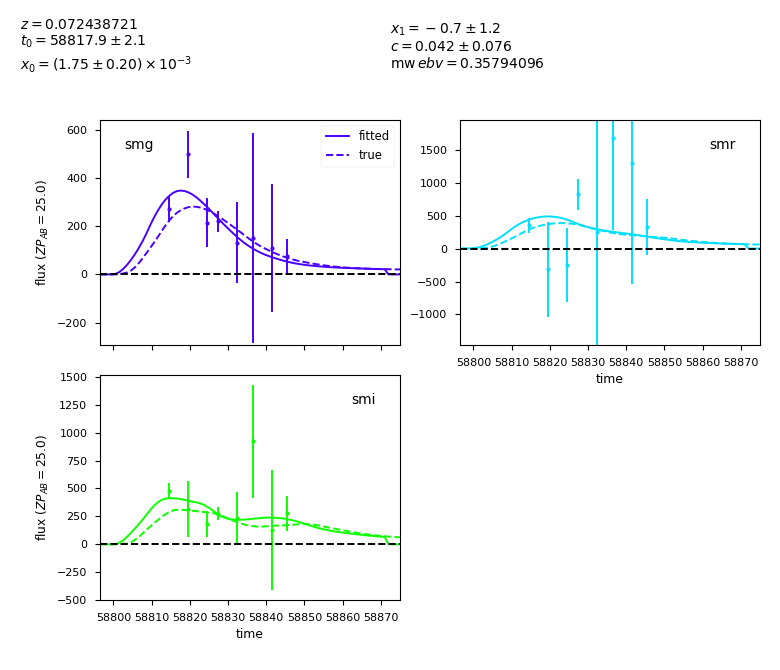 z = 0.072438721
t0 = 58817.9 ± 2.1
x0 = (1.75 ± 0.20) × 10^−3
x1 = −0.7 ± 1.2
c = 0.042 ± 0.076
mw ebv = 0.35794096
smg
fitted
true
600
400
200
0
−200
flux (ZP_AB = 25.0)
smr
1500
1000
500
0
−500
−1000
58800 58810 58820 58830 58840 58850 58860 58870
time
smi
1500
1250
1000
750
500
250
0
−250
−500
flux (ZP_AB = 25.0)
58800 58810 58820 58830 58840 58850 58860 58870
time